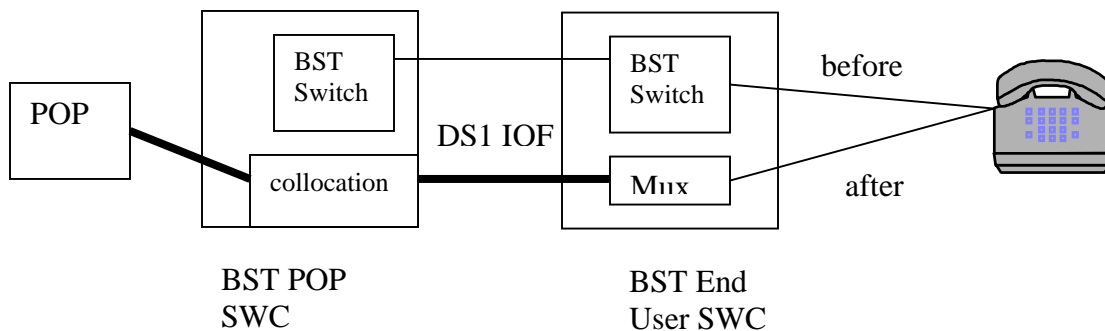 POP
BST
Switch
collocation
DS1 IOF
BST
Switch
Mux
before
after
BST POP
SWC
BST End
User SWC